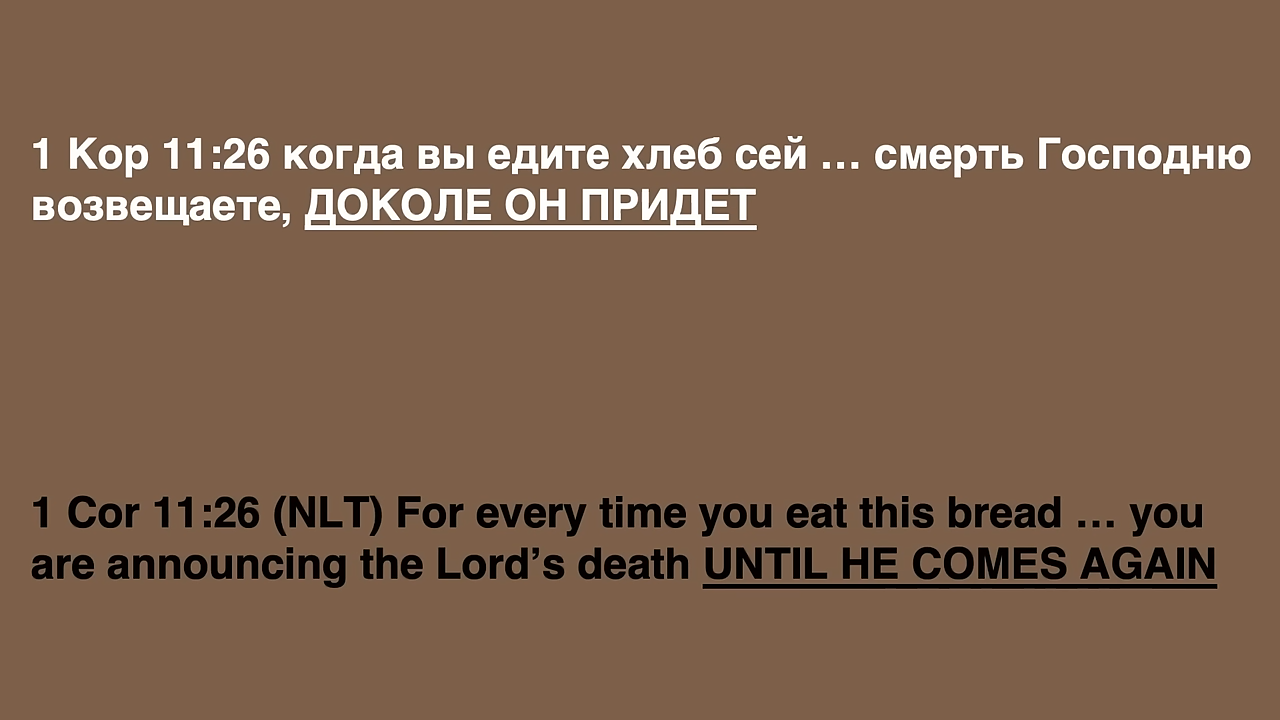 1 Кор 11:26 когда вы едите хлеб сей … смерть Господню
возвещаете, ДОКОЛЕ ОН ПРИДЕТ
1 Cor 11:26 (NLT) For every time you eat this bread … you
are announcing the Lord’s death UNTIL HE COMES AGAIN